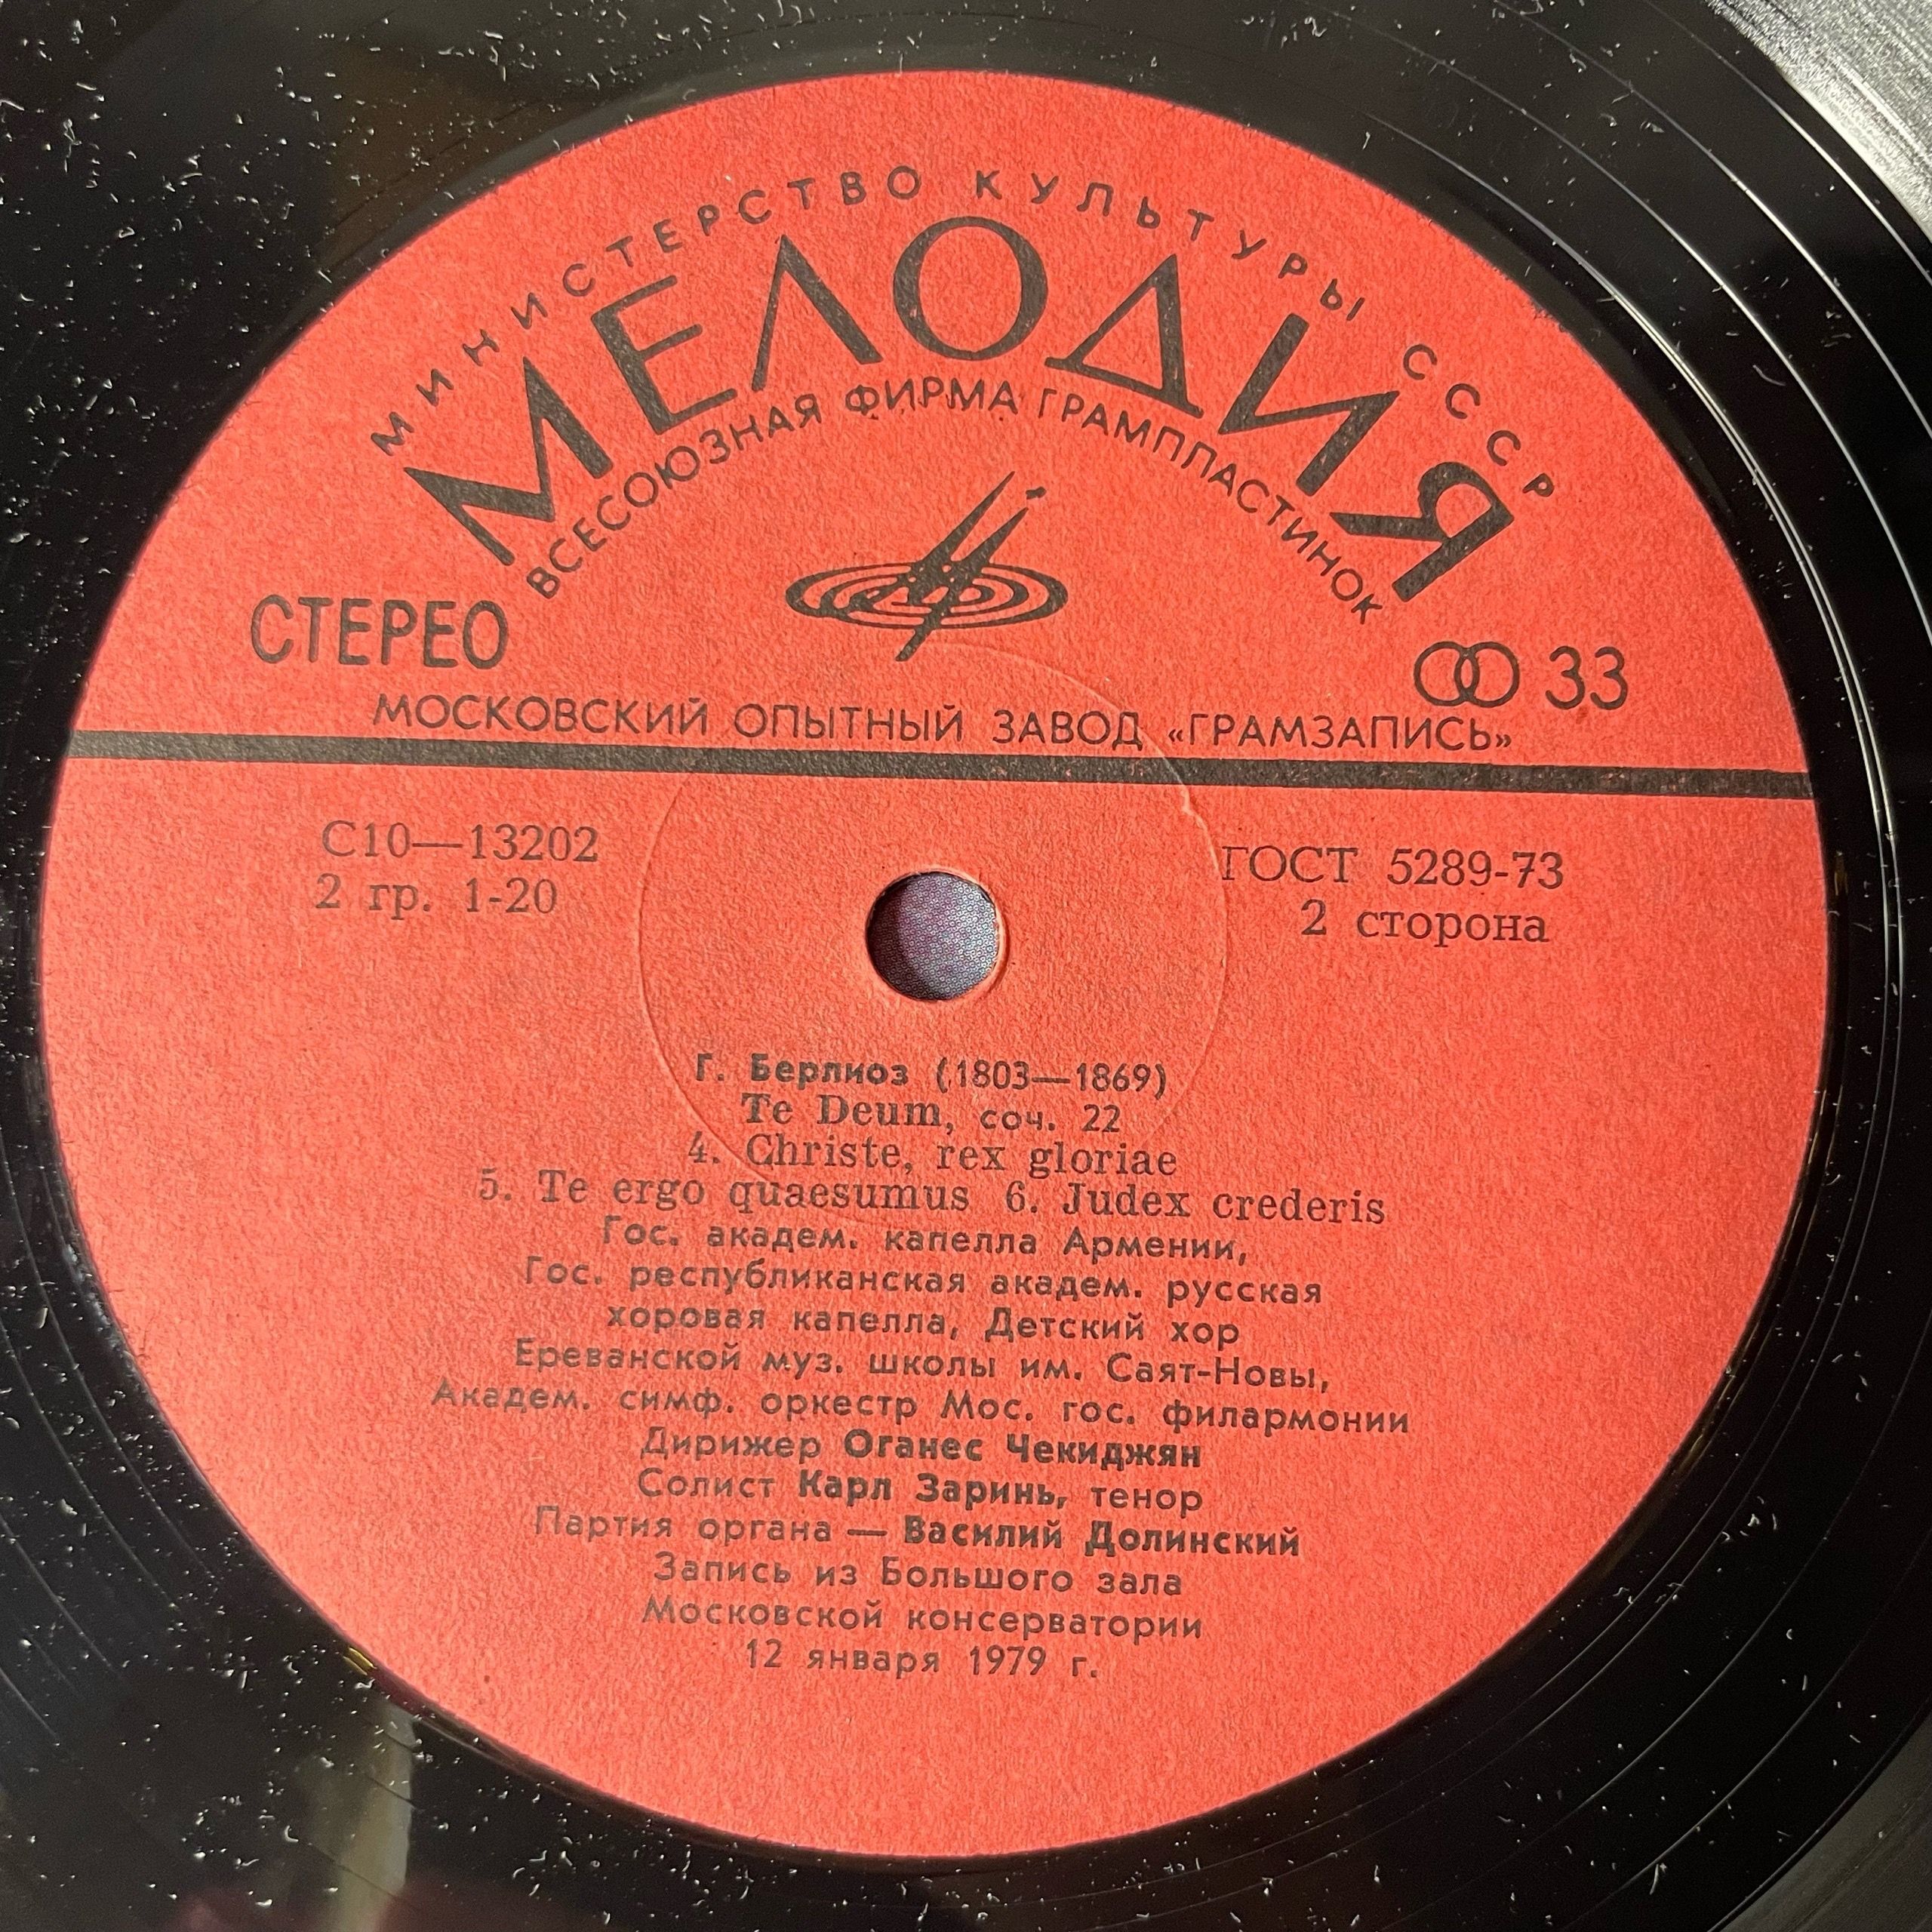 МИНИСТЕРСТВО КУЛЬТУРЫ СССР
МЕЛОДИЯ
ВСЕСОЮЗНАЯ ФИРМА ГРАМПЛАСТИНОК
СТЕРЕО
33
МОСКОВСКИЙ ОПЫТНЫЙ ЗАВОД «ГРАМЗАПИСЬ»
С10—13202
ГОСТ 5289-73
2 гр. 1-20
2 сторона
Г. Берлиоз (1803—1869)
Te Deum, соч. 22
4. Christe, rex gloriae
5. Te ergo quaesumus 6. Judex crederis
Гос. академ. капелла Армении,
Гос. республиканская академ. русская
хоровая капелла, Детский хор
Ереванской муз. школы им. Саят-Новы,
Академ. симф. оркестр Мос. гос. филармонии
Дирижер Оганес Чекиджян
Солист Карл Заринь, тенор
Партия органа — Василий Долинский
Запись из Большого зала
Московской консерватории
12 января 1979 г.